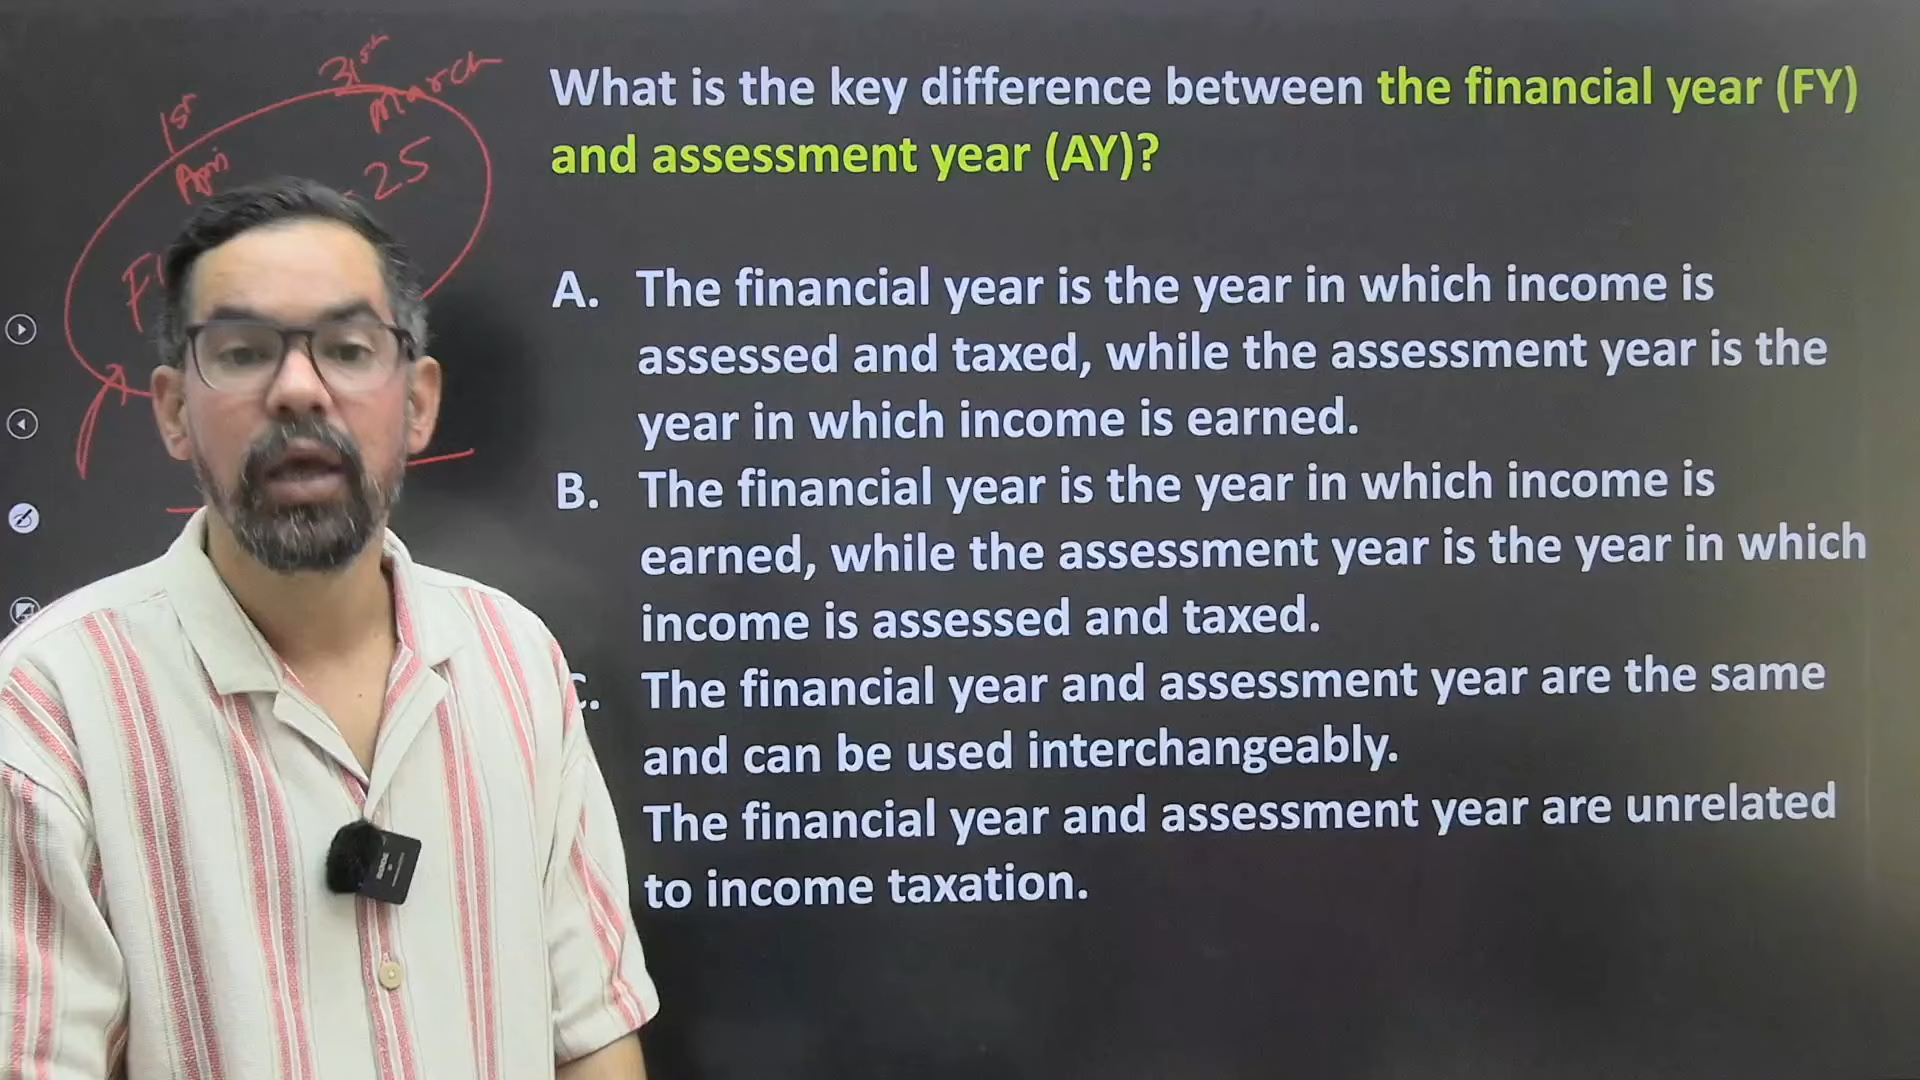 1st
April
31st
March
25
What is the key difference between the financial year (FY)
and assessment year (AY)?
A. The financial year is the year in which income is
assessed and taxed, while the assessment year is the
year in which income is earned.
B. The financial year is the year in which income is
earned, while the assessment year is the year in which
income is assessed and taxed.
C. The financial year and assessment year are the same
and can be used interchangeably.
The financial year and assessment year are unrelated
to income taxation.